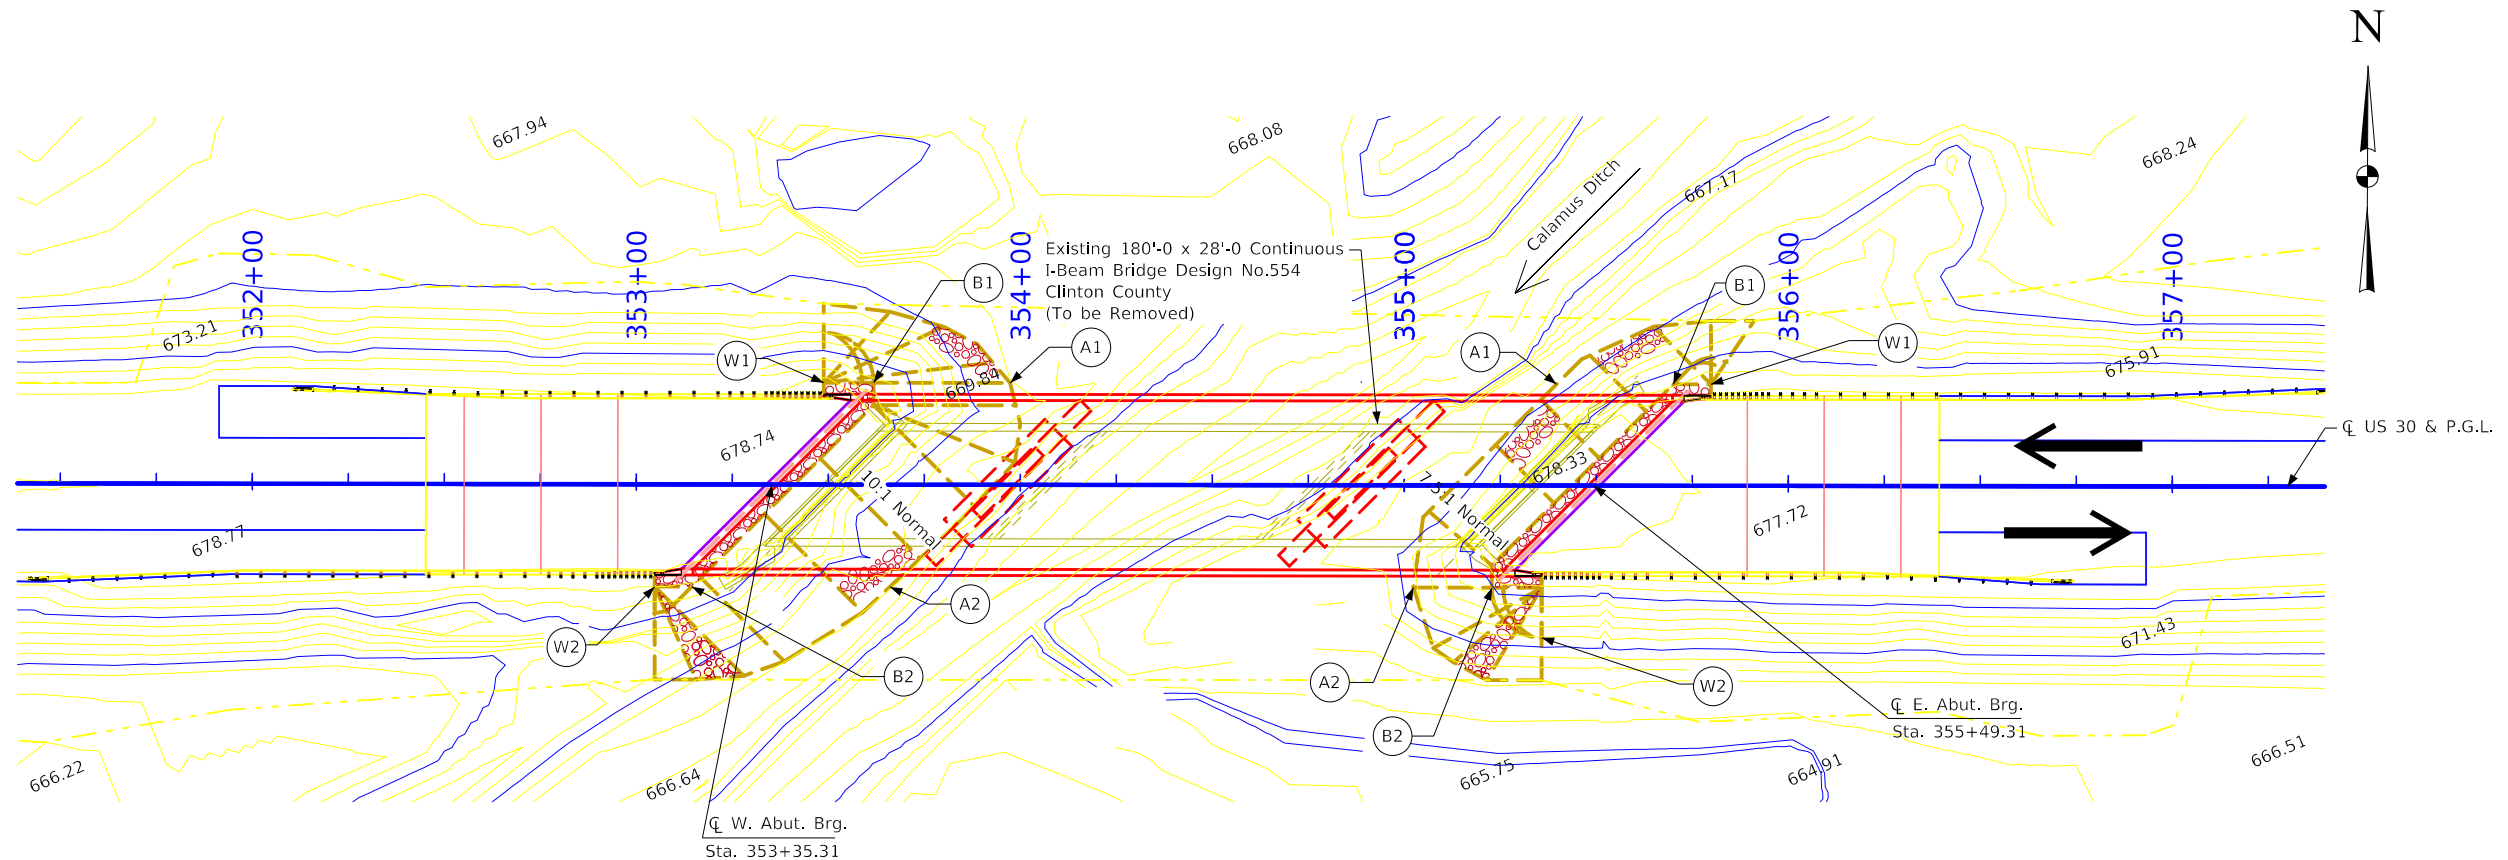 N
667.94
668.08
668.24
667.17
Calamus Ditch
352+00
353+00
354+00
355+00
356+00
357+00
Existing 180'-0 x 28'-0 Continuous
I-Beam Bridge Design No.554
Clinton County
(To be Removed)
B1
B1
673.21
W1
A1
A1
W1
675.91
669.84
678.74
678.33
℄ US 30 & P.G.L.
10:1 Normal
7.5:1 Normal
678.77
677.72
A2
W2
B2
A2
W2
B2
671.43
℄ E. Abut. Brg.
Sta. 355+49.31
666.22
666.64
665.75
664.91
666.51
℄ W. Abut. Brg.
Sta. 353+35.31